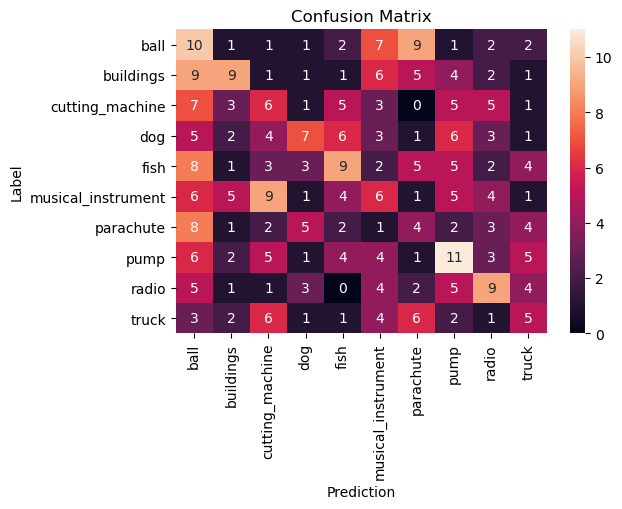 Confusion Matrix
ball 10 1 1 1 2 7 9 1 2 2
buildings 9 9 1 1 1 6 5 4 2 1
cutting_machine 7 3 6 1 5 3 0 5 5 1
dog 5 2 4 7 6 3 1 6 3 1
fish 8 1 3 3 9 2 5 5 2 4
musical_instrument 6 5 9 1 4 6 1 5 4 1
parachute 8 1 2 5 2 1 4 2 3 4
pump 6 2 5 1 4 4 1 11 3 5
radio 5 1 1 3 0 4 2 5 9 4
truck 3 2 6 1 1 4 6 2 1 5
Label
ball buildings cutting_machine dog fish musical_instrument parachute pump radio truck
Prediction
10
8
6
4
2
0